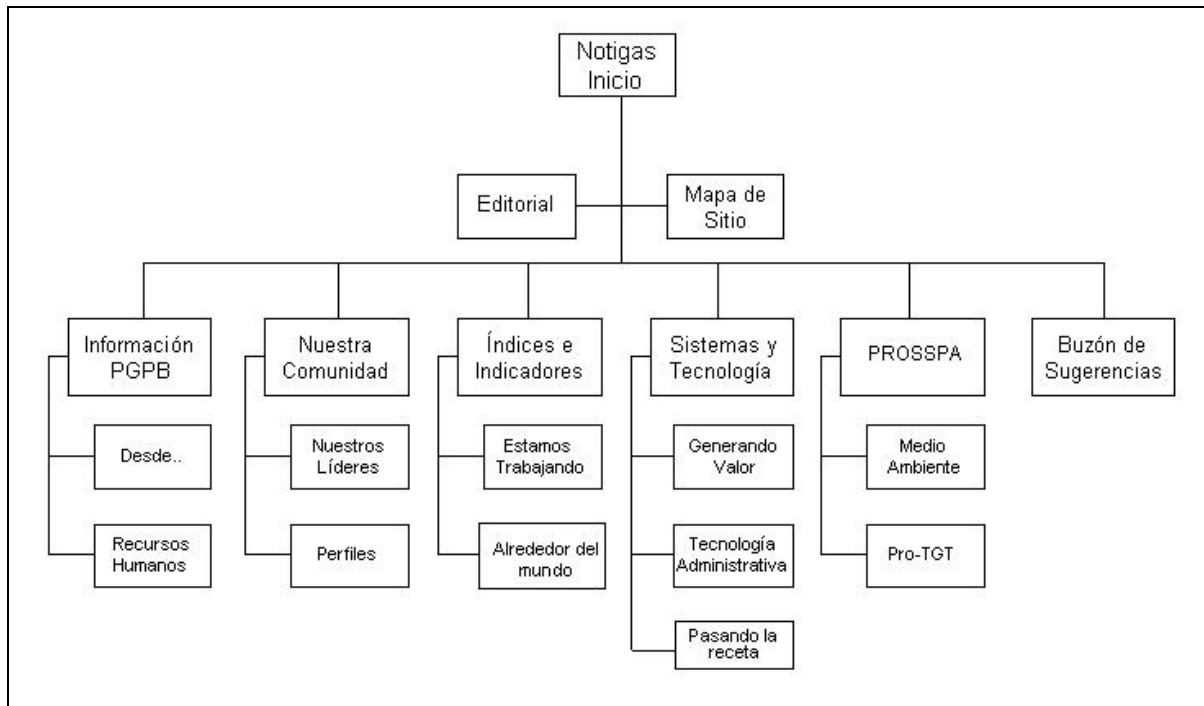 Notigas
Inicio
Editorial
Mapa de
Sitio
Información
PGPB
Nuestra
Comunidad
Índices e
Indicadores
Sistemas y
Tecnología
PROSSPA
Buzón de
Sugerencias
Desde..
Nuestros
Líderes
Estamos
Trabajando
Generando
Valor
Medio
Ambiente
Recursos
Humanos
Perfiles
Alrededor del
mundo
Tecnología
Administrativa
Pro-TGT
Pasando la
receta